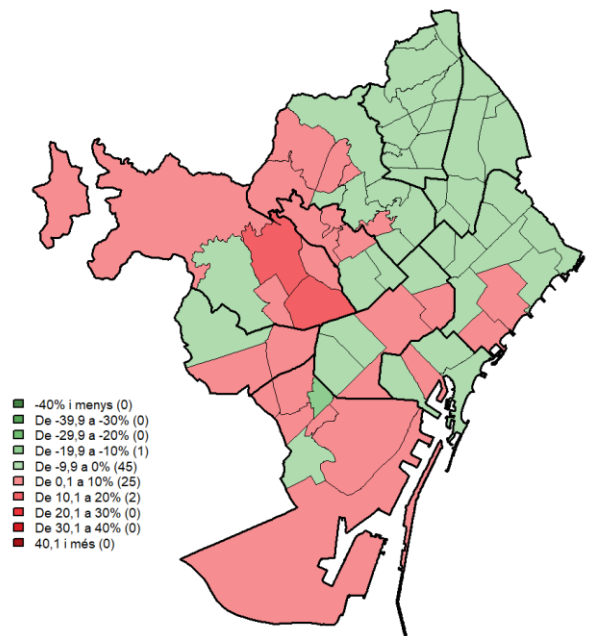 -40% i menys (0)
De -39,9 a -30% (0)
De -29,9 a -20% (0)
De -19,9 a -10% (1)
De -9,9 a 0% (45)
De 0,1 a 10% (25)
De 10,1 a 20% (2)
De 20,1 a 30% (0)
De 30,1 a 40% (0)
40,1 i més (0)